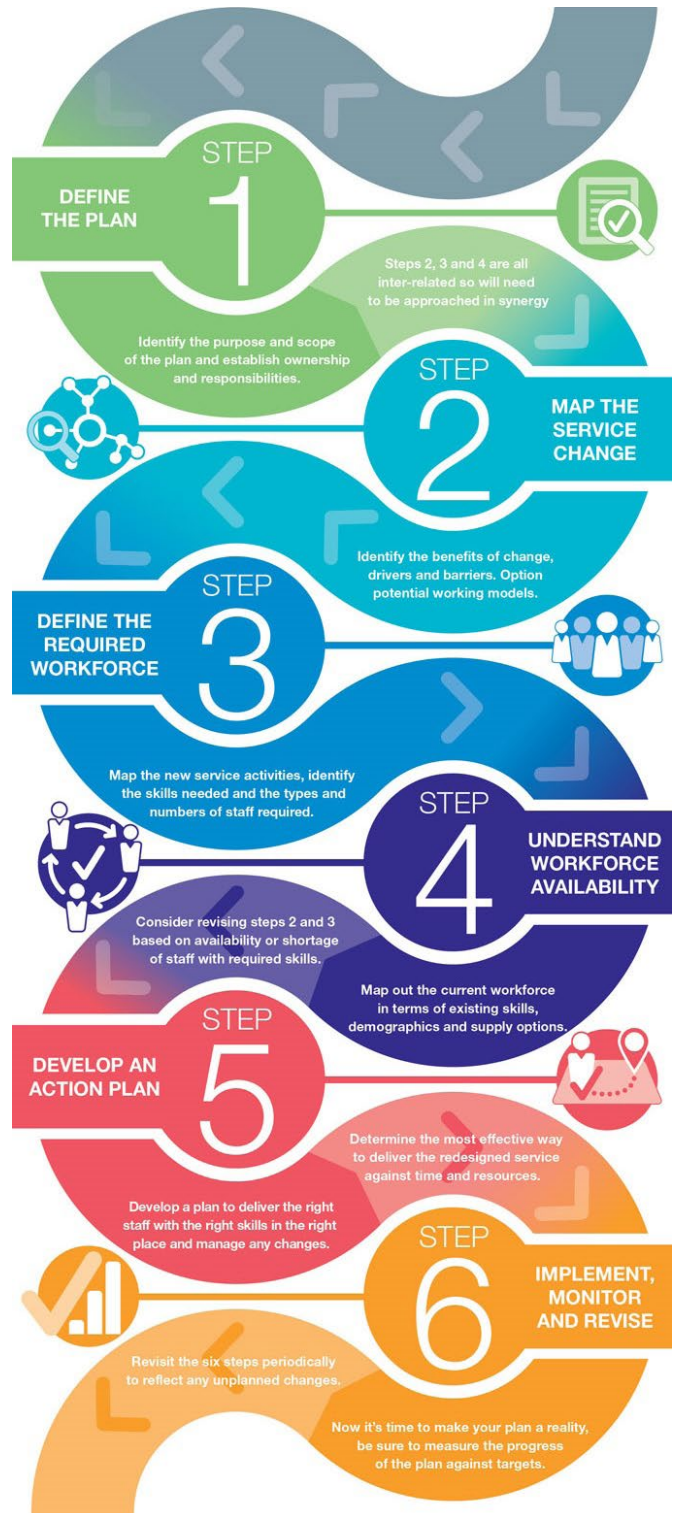 STEP
1
DEFINE
THE PLAN
Steps 2, 3 and 4 are all
inter-related so will need
to be approached in synergy
Identify the purpose and scope
of the plan and establish ownership
and responsibilities.
STEP
2
MAP THE
SERVICE
CHANGE
Identify the benefits of change,
drivers and barriers. Option
potential working models.
STEP
3
DEFINE THE
REQUIRED
WORKFORCE
Map the new service activities, identify
the skills needed and the types and
numbers of staff required.
STEP
4
UNDERSTAND
WORKFORCE
AVAILABILITY
Consider revising steps 2 and 3
based on availability or shortage
of staff with required skills.
Map out the current workforce
in terms of existing skills,
demographics and supply options.
STEP
5
DEVELOP AN
ACTION PLAN
Determine the most effective way
to deliver the redesigned service
against time and resources.
Develop a plan to deliver the right
staff with the right skills in the right
place and manage any changes.
STEP
6
IMPLEMENT,
MONITOR
AND REVISE
Revisit the six steps periodically
to reflect any unplanned changes.
Now it's time to make your plan a reality,
be sure to measure the progress
of the plan against targets.